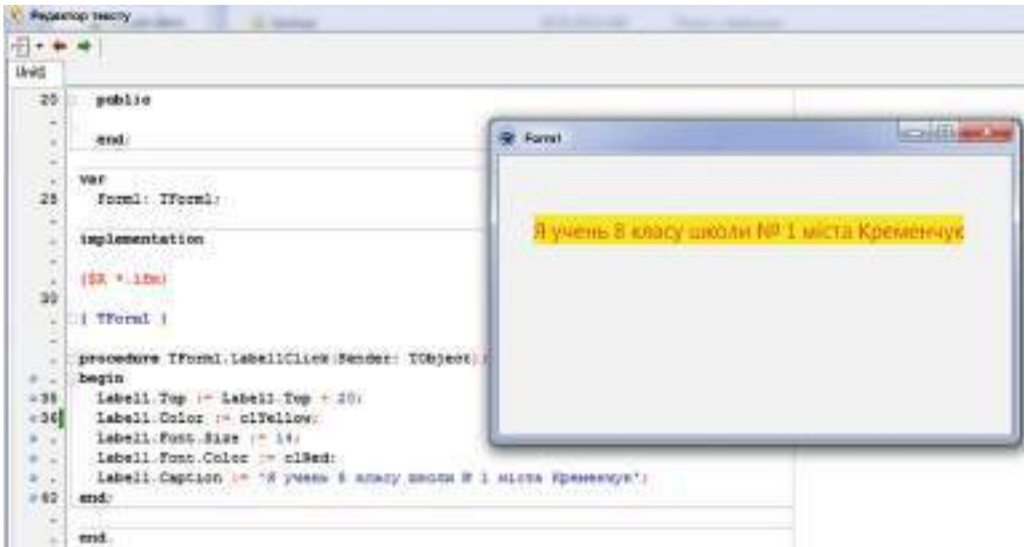 Редактор тексту
Unit1
20 public
end;
var
25 Form1: TForm1;
implementation
{$R *.lfm}
30
{ TForm1 }
procedure TForm1.Label1Click(Sender: TObject);
begin
35 Label1.Top := Label1.Top + 20;
36 Label1.Color := clYellow;
Label1.Font.Size := 14;
Label1.Font.Color := clRed;
Label1.Caption := 'Я учень 8 класу школи № 1 міста Кременчук';
end;
end.
Form1
Я учень 8 класу школи № 1 міста Кременчук